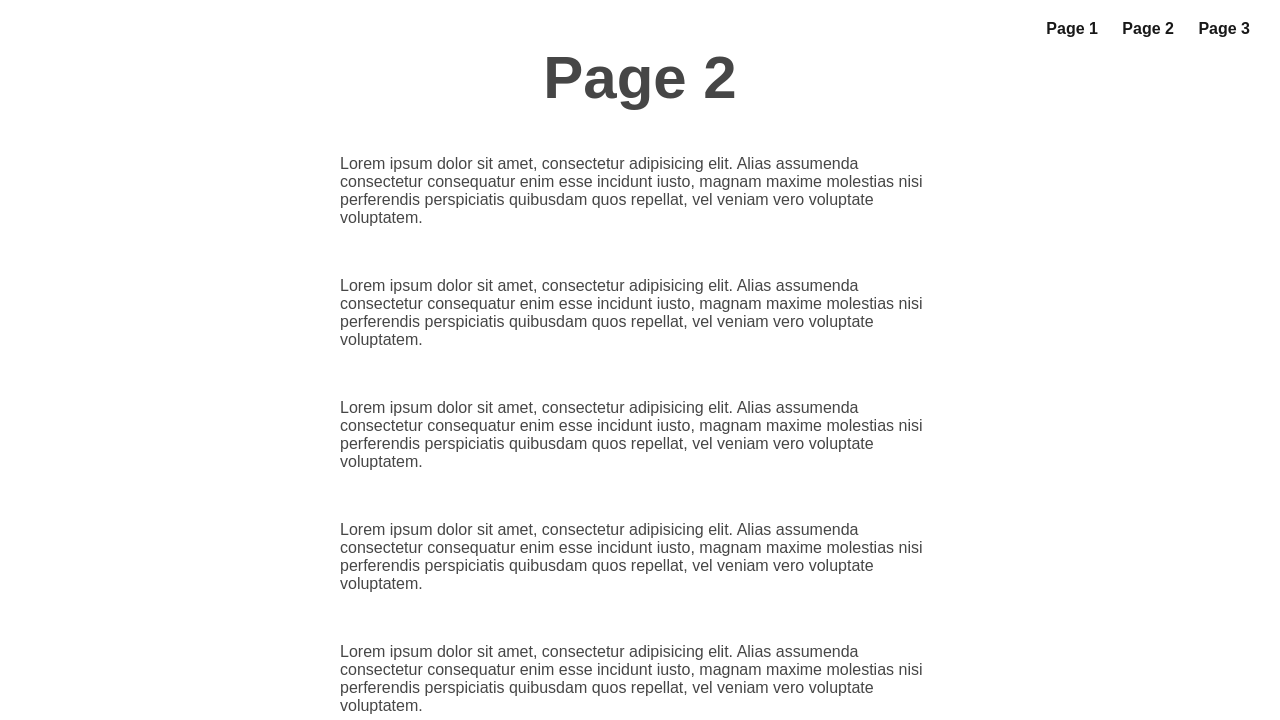 Page 1 Page 2 Page 3
Page 2
Lorem ipsum dolor sit amet, consectetur adipisicing elit. Alias assumenda
consectetur consequatur enim esse incidunt iusto, magnam maxime molestias nisi
perferendis perspiciatis quibusdam quos repellat, vel veniam vero voluptate
voluptatem.
Lorem ipsum dolor sit amet, consectetur adipisicing elit. Alias assumenda
consectetur consequatur enim esse incidunt iusto, magnam maxime molestias nisi
perferendis perspiciatis quibusdam quos repellat, vel veniam vero voluptate
voluptatem.
Lorem ipsum dolor sit amet, consectetur adipisicing elit. Alias assumenda
consectetur consequatur enim esse incidunt iusto, magnam maxime molestias nisi
perferendis perspiciatis quibusdam quos repellat, vel veniam vero voluptate
voluptatem.
Lorem ipsum dolor sit amet, consectetur adipisicing elit. Alias assumenda
consectetur consequatur enim esse incidunt iusto, magnam maxime molestias nisi
perferendis perspiciatis quibusdam quos repellat, vel veniam vero voluptate
voluptatem.
Lorem ipsum dolor sit amet, consectetur adipisicing elit. Alias assumenda
consectetur consequatur enim esse incidunt iusto, magnam maxime molestias nisi
perferendis perspiciatis quibusdam quos repellat, vel veniam vero voluptate
voluptatem.